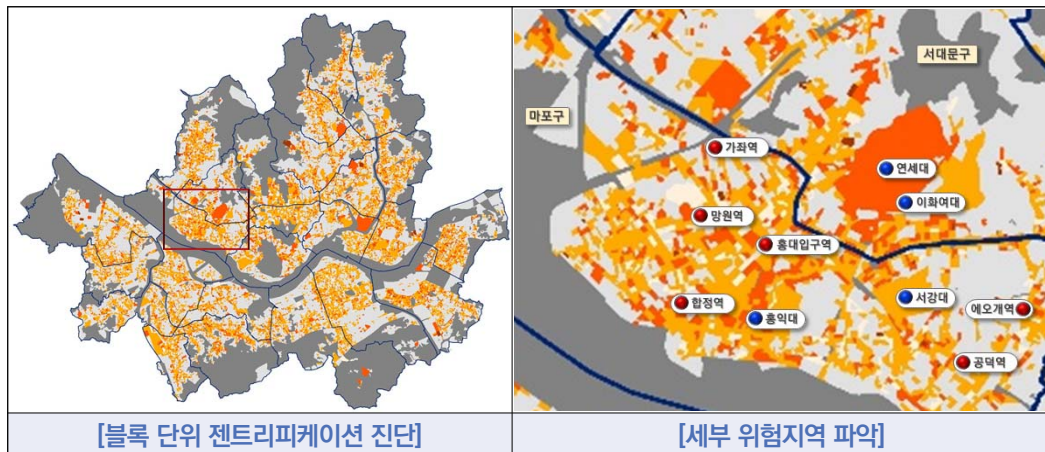 서대문구
마포구
가좌역
연세대
이화여대
망원역
홍대입구역
합정역
홍익대
서강대
에오개역
공덕역
[블록 단위 젠트리피케이션 진단]
[세부 위험지역 파악]